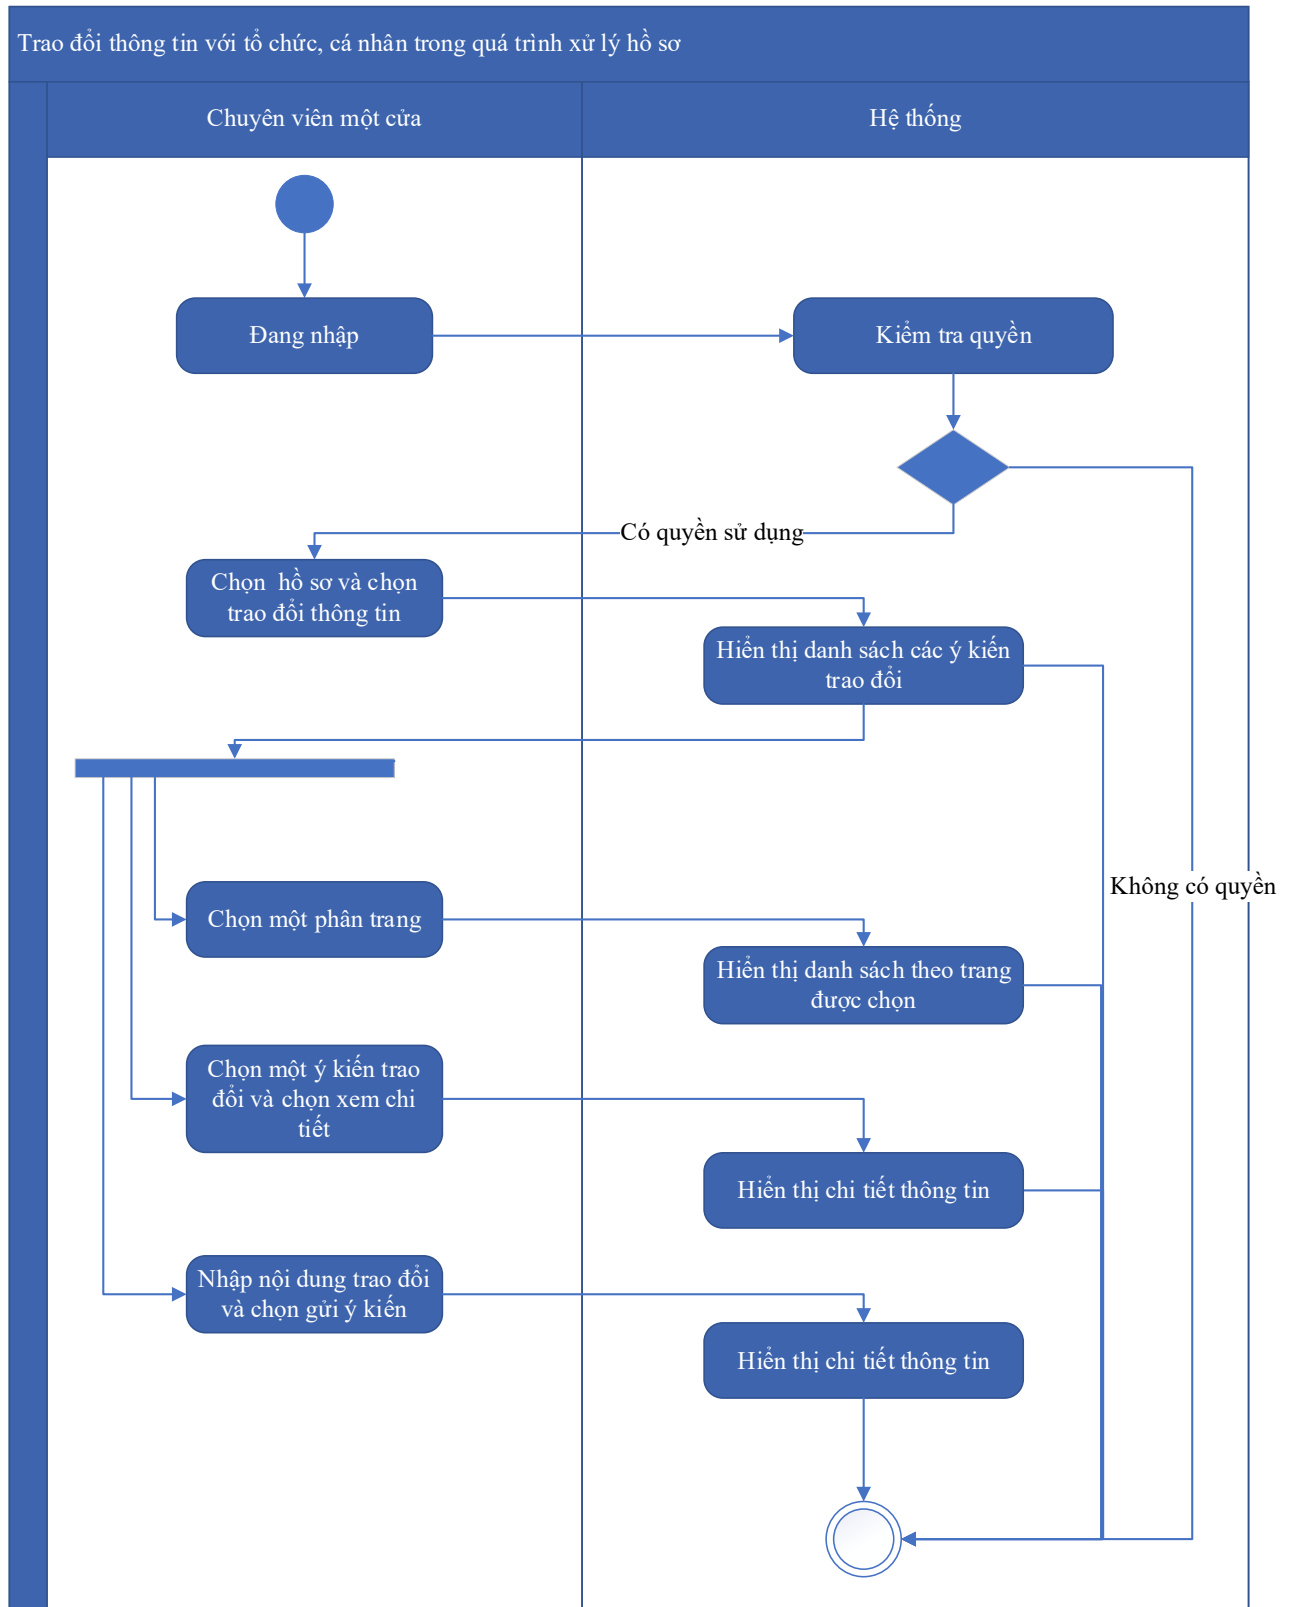 Trao đổi thông tin với tổ chức, cá nhân trong quá trình xử lý hồ sơ
Chuyên viên một cửa
Hệ thống
Đang nhập
Kiểm tra quyền
Có quyền sử dụng
Chọn hồ sơ và chọn
trao đổi thông tin
Hiển thị danh sách các ý kiến
trao đổi
Không có quyền
Chọn một phân trang
Hiển thị danh sách theo trang
được chọn
Chọn một ý kiến trao
đổi và chọn xem chi
tiết
Hiển thị chi tiết thông tin
Nhập nội dung trao đổi
và chọn gửi ý kiến
Hiển thị chi tiết thông tin